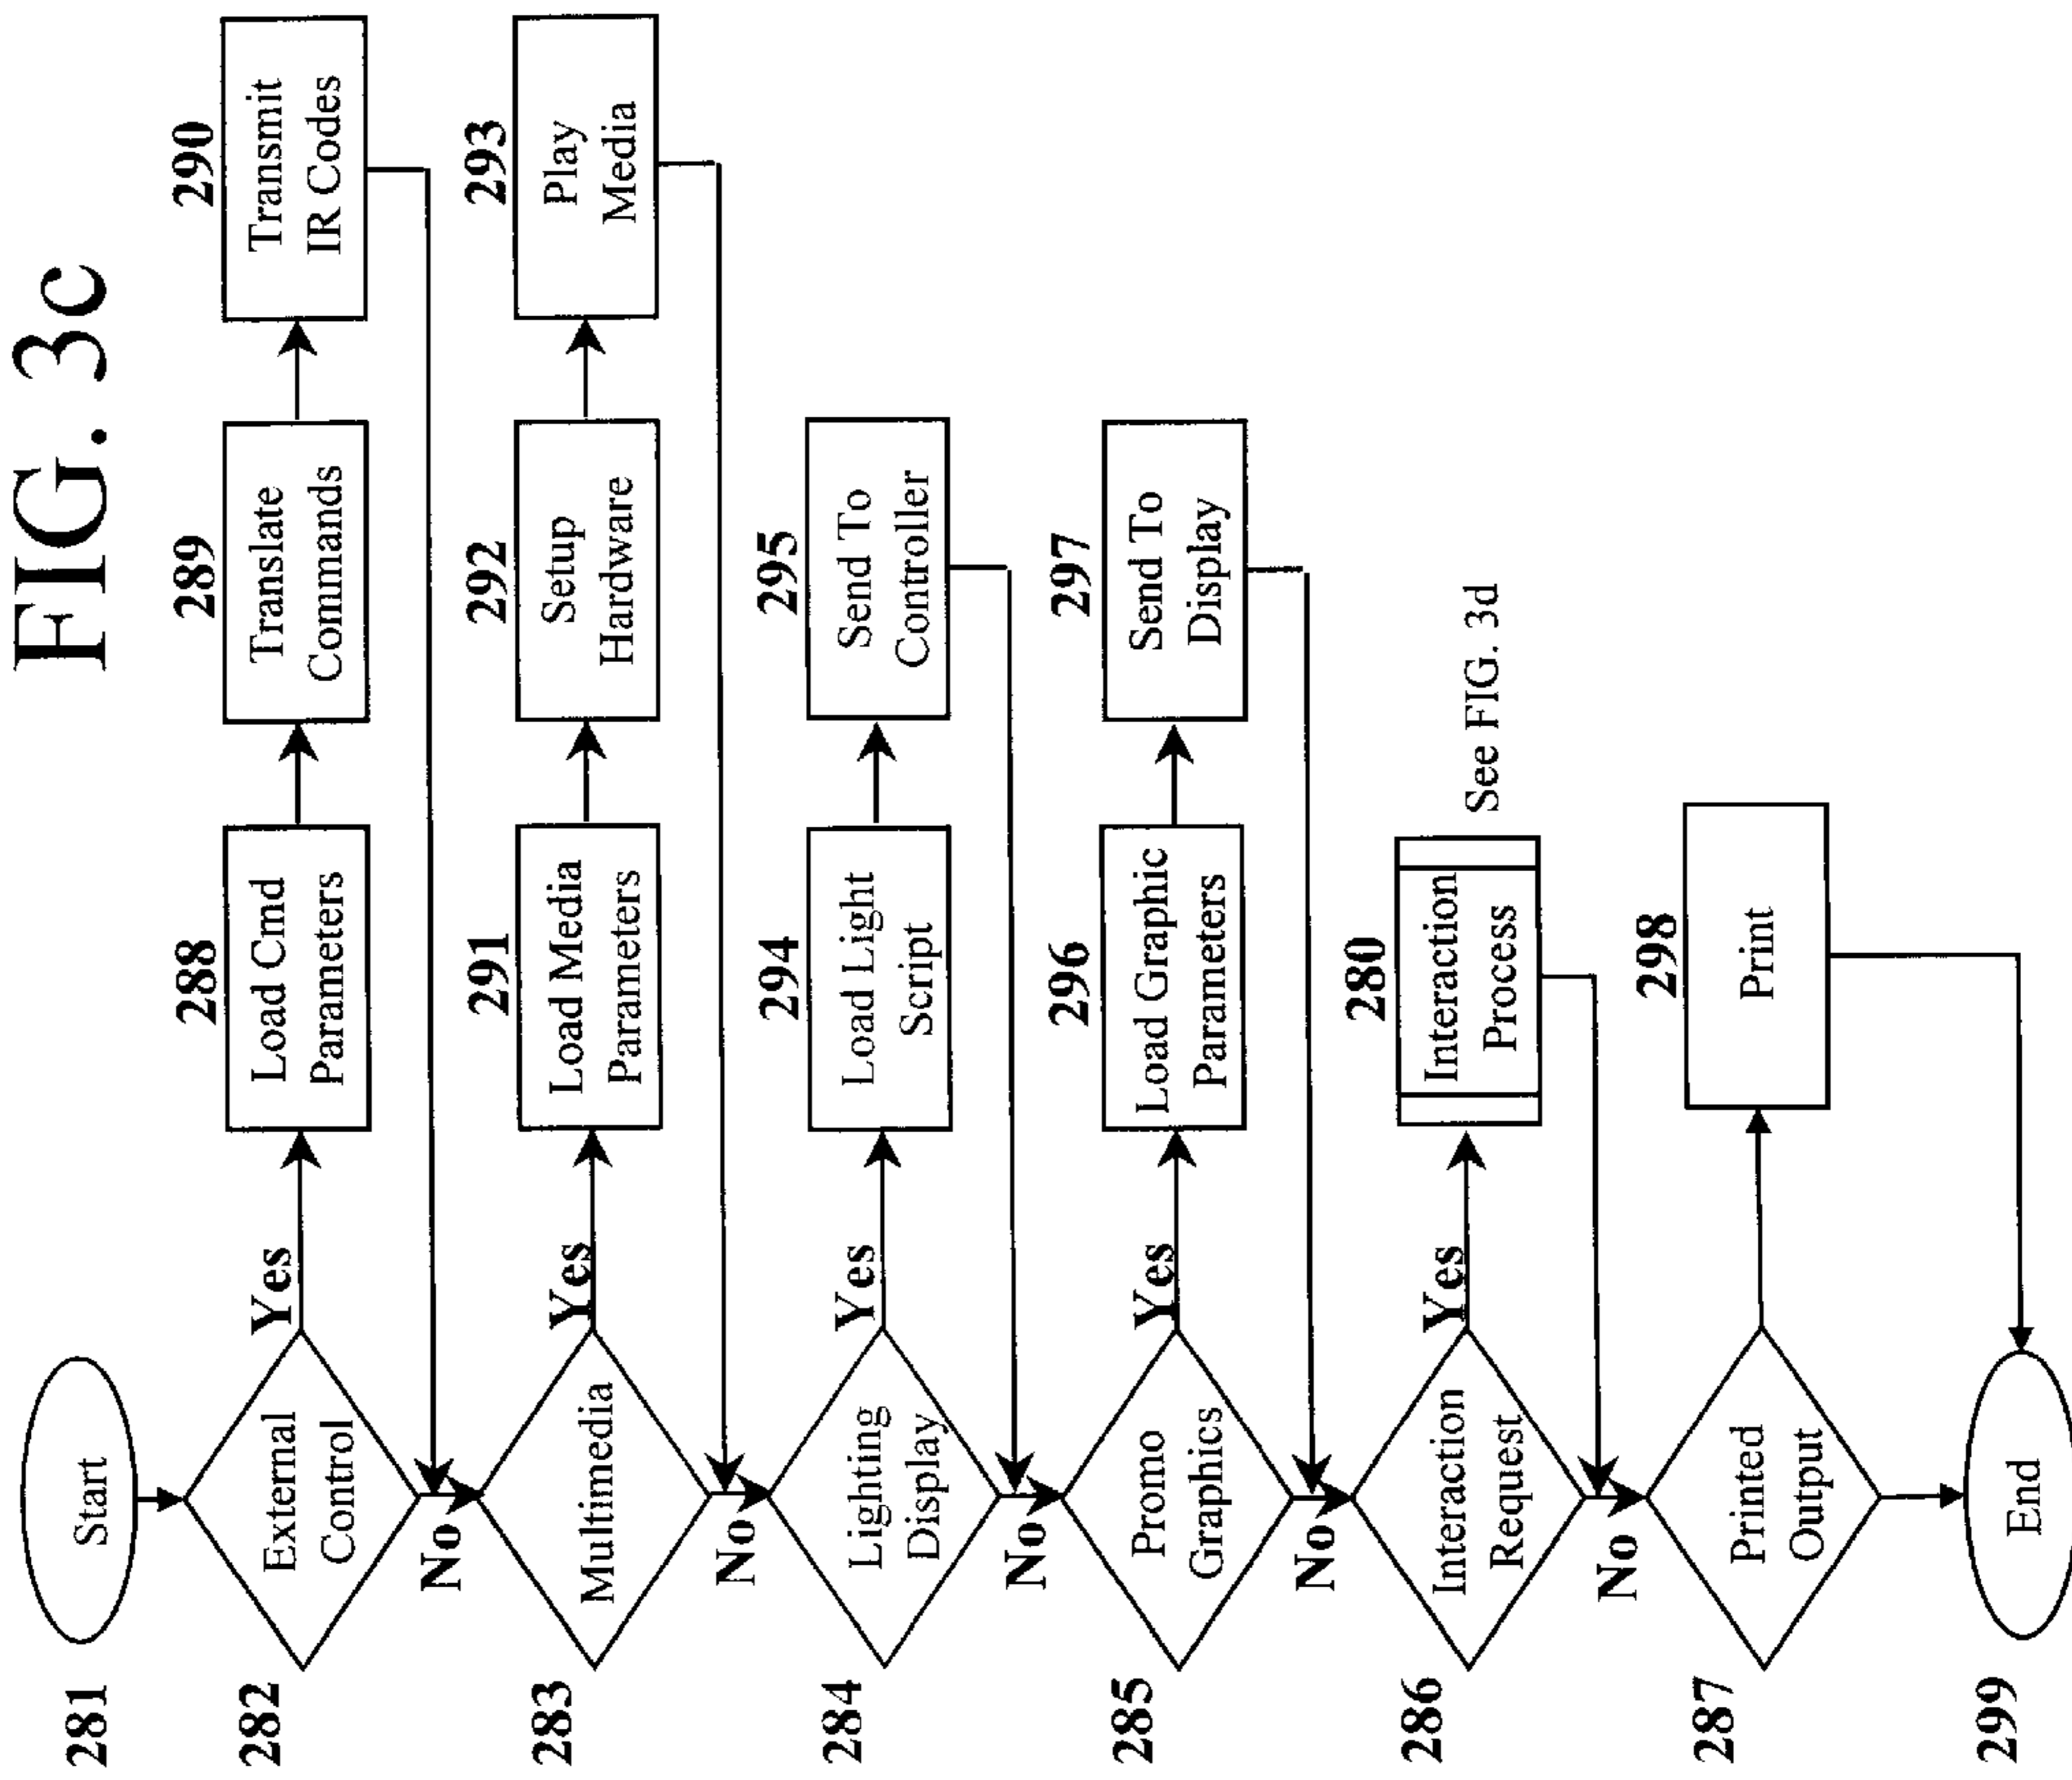 FIG. 3c
281
Start
282
External
Control
Yes
No
288
Load Cmd
Parameters
289
Translate
Commands
290
Transmit
IR Codes
283
Multimedia
Yes
No
291
Load Media
Parameters
292
Setup
Hardware
293
Play
Media
284
Lighting
Display
Yes
No
294
Load Light
Script
295
Send To
Controller
285
Promo
Graphics
Yes
No
296
Load Graphic
Parameters
297
Send To
Display
286
Interaction
Request
Yes
No
280
Interaction
Process
See FIG. 3d
287
Printed
Output
298
Print
299
End